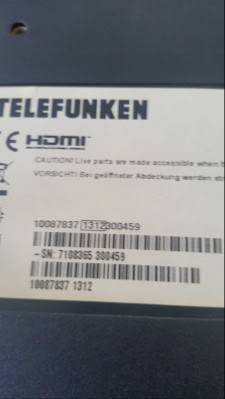 TELEFUNKEN
CE HDMI
CAUTION! Live parts are made accessible when
VORSICHT! Bei geöffneter Abdeckung werden
10087837 1312 300459
-SN: 7108365 300459
10087837 1312